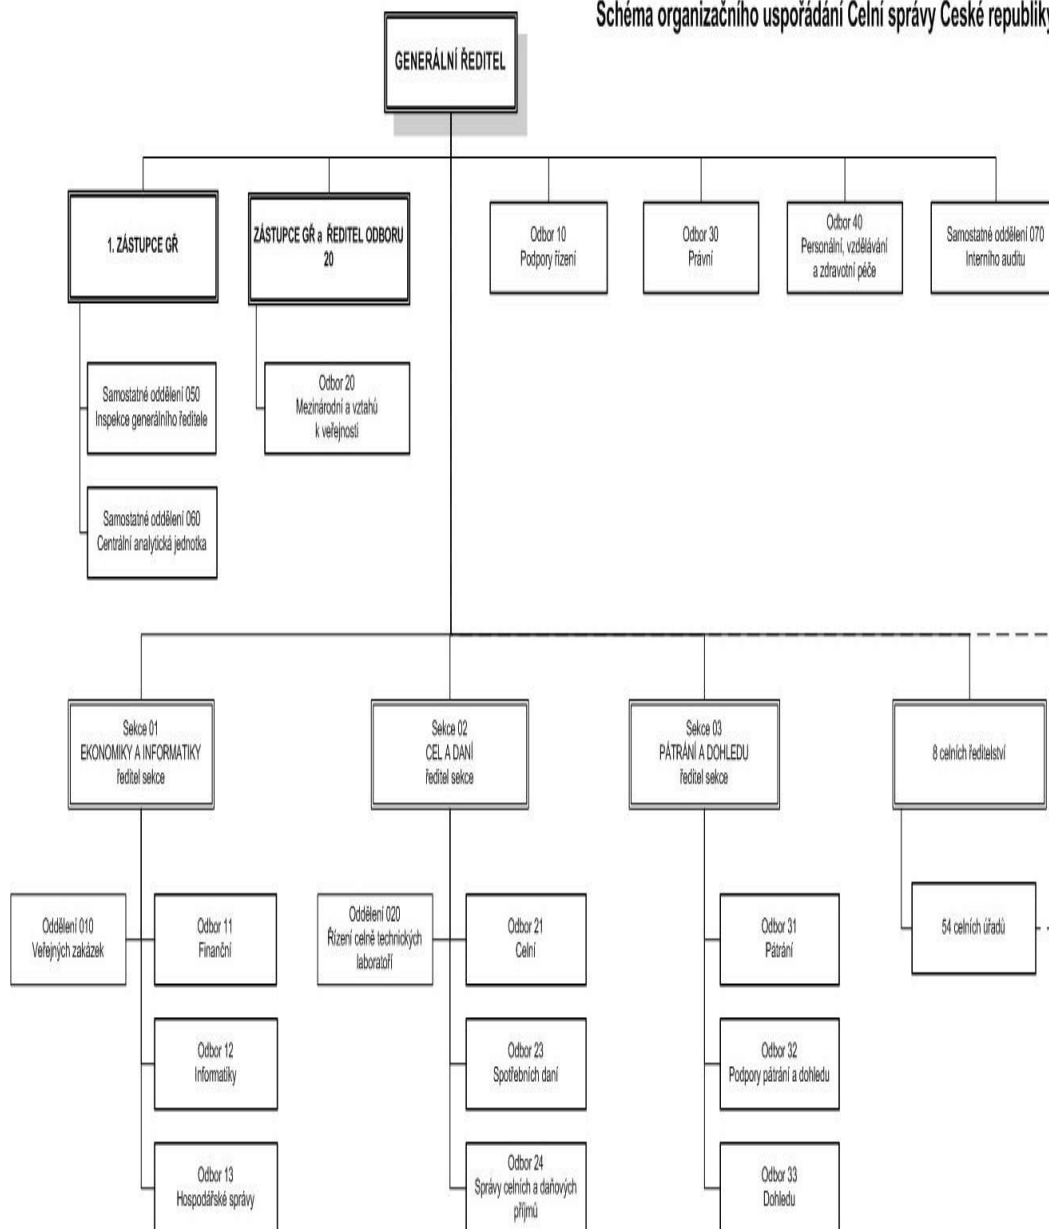 Schéma organizačního uspořádání Celní správy České republiky
GENERÁLNÍ ŘEDITEL
1. ZÁSTUPCE GŘ
ZÁSTUPCE GŘ a ŘEDITEL ODBORU
20
Odbor 10
Podpory řízení
Odbor 30
Právní
Odbor 40
Personální, vzdělávání
a zdravotní péče
Samostatné oddělení 070
Interního auditu
Samostatné oddělení 050
Inspekce generálního ředitele
Odbor 20
Mezinárodní a vztahů
k veřejnosti
Samostatné oddělení 060
Centrální analytická jednotka
Sekce 01
EKONOMIKY A INFORMATIKY
ředitel sekce
Sekce 02
CEL A DANÍ
ředitel sekce
Sekce 03
PÁTRÁNÍ A DOHLEDU
ředitel sekce
8 celních ředitelství
Oddělení 010
Veřejných zakázek
Odbor 11
Finanční
Oddělení 020
Řízení celně technických
laboratoří
Odbor 21
Celní
Odbor 31
Pátrání
54 celních úřadů
Odbor 12
Informatiky
Odbor 23
Spotřebních daní
Odbor 32
Podpory pátrání a dohledu
Odbor 13
Hospodářské správy
Odbor 24
Správy celních a daňových
příjmů
Odbor 33
Dohledu